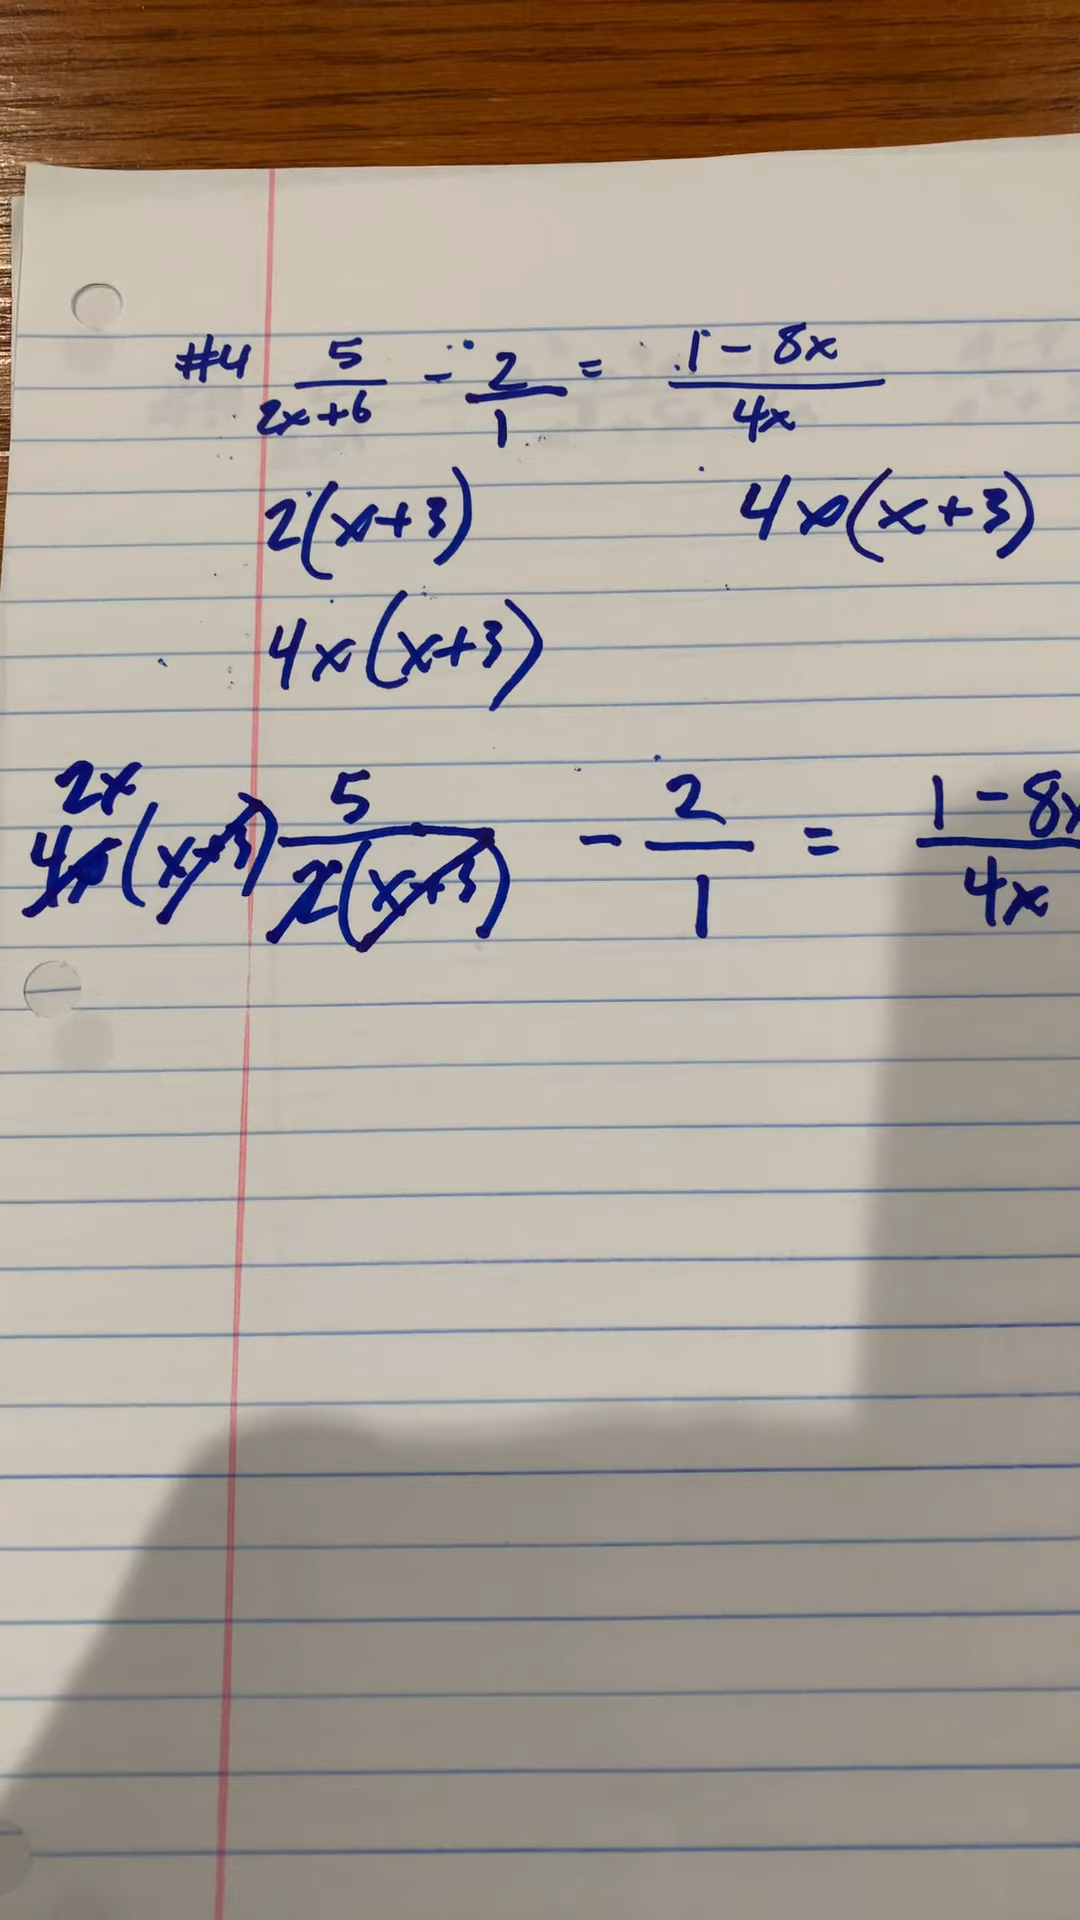 #4 5/(2x+6) - 2/1 = 1-8x/4x
2(x+3) 4x(x+3)
4x(x+3)
2x
4x(x+3) 5/2(x+3) - 2/1 = 1-8x/4x